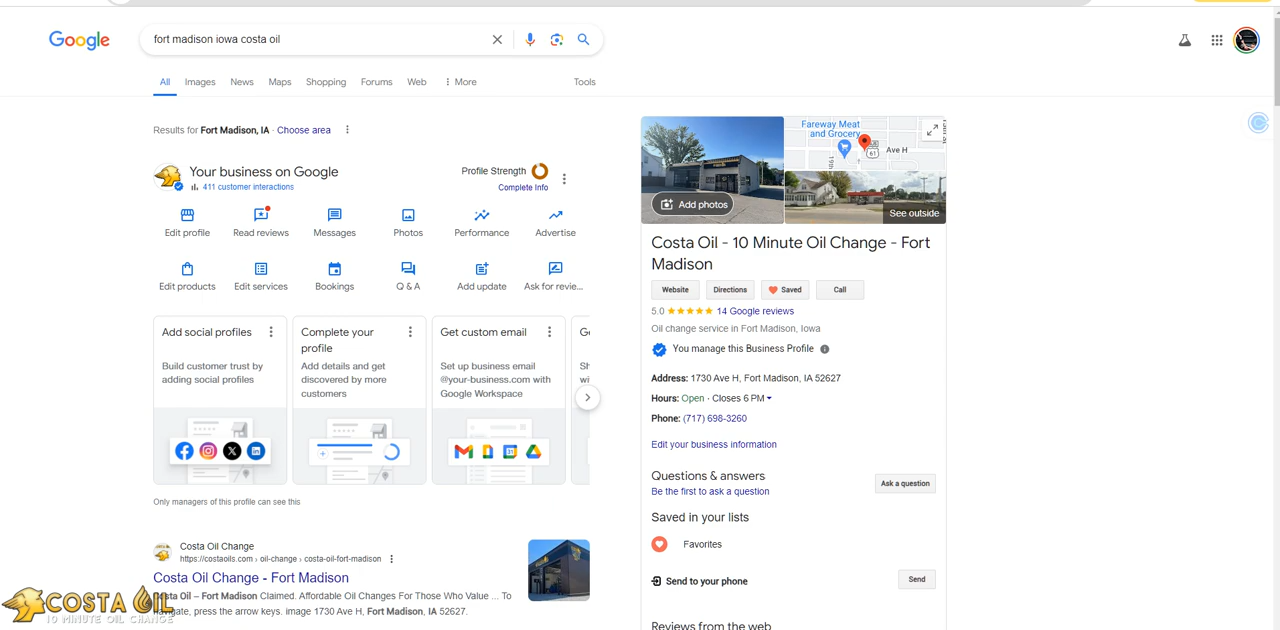 Google
fort madison iowa costa oil
All Images News Maps Shopping Forums Web More Tools
Results for Fort Madison, IA · Choose area
Your business on Google
411 customer interactions
Profile Strength
Complete Info
Edit profile Read reviews Messages Photos Performance Advertise
Edit products Edit services Bookings Q & A Add update Ask for revie...
Add social profiles
Build customer trust by
adding social profiles
Complete your
profile
Add details and get
discovered by more
customers
Get custom email
Set up business email
@your-business.com with
Google Workspace
Only managers of this profile can see this
Costa Oil Change
https://costaoils.com › oil-change › costa-oil-fort-madison
Costa Oil Change - Fort Madison
Costa Oil – Fort Madison Claimed. Affordable Oil Changes For Those Who Value ... To
navigate, press the arrow keys. image 1730 Ave H, Fort Madison, IA 52627.
COSTA OIL
10 MINUTE OIL CHANGE
Add photos
Fareway Meat
and Grocery
Ave H
61
19th
See outside
Costa Oil - 10 Minute Oil Change - Fort
Madison
Website Directions Saved Call
5.0 14 Google reviews
Oil change service in Fort Madison, Iowa
You manage this Business Profile
Address: 1730 Ave H, Fort Madison, IA 52627
Hours: Open · Closes 6 PM
Phone: (717) 698-3260
Edit your business information
Questions & answers
Be the first to ask a question
Ask a question
Saved in your lists
Favorites
Send to your phone
Send
Reviews from the web